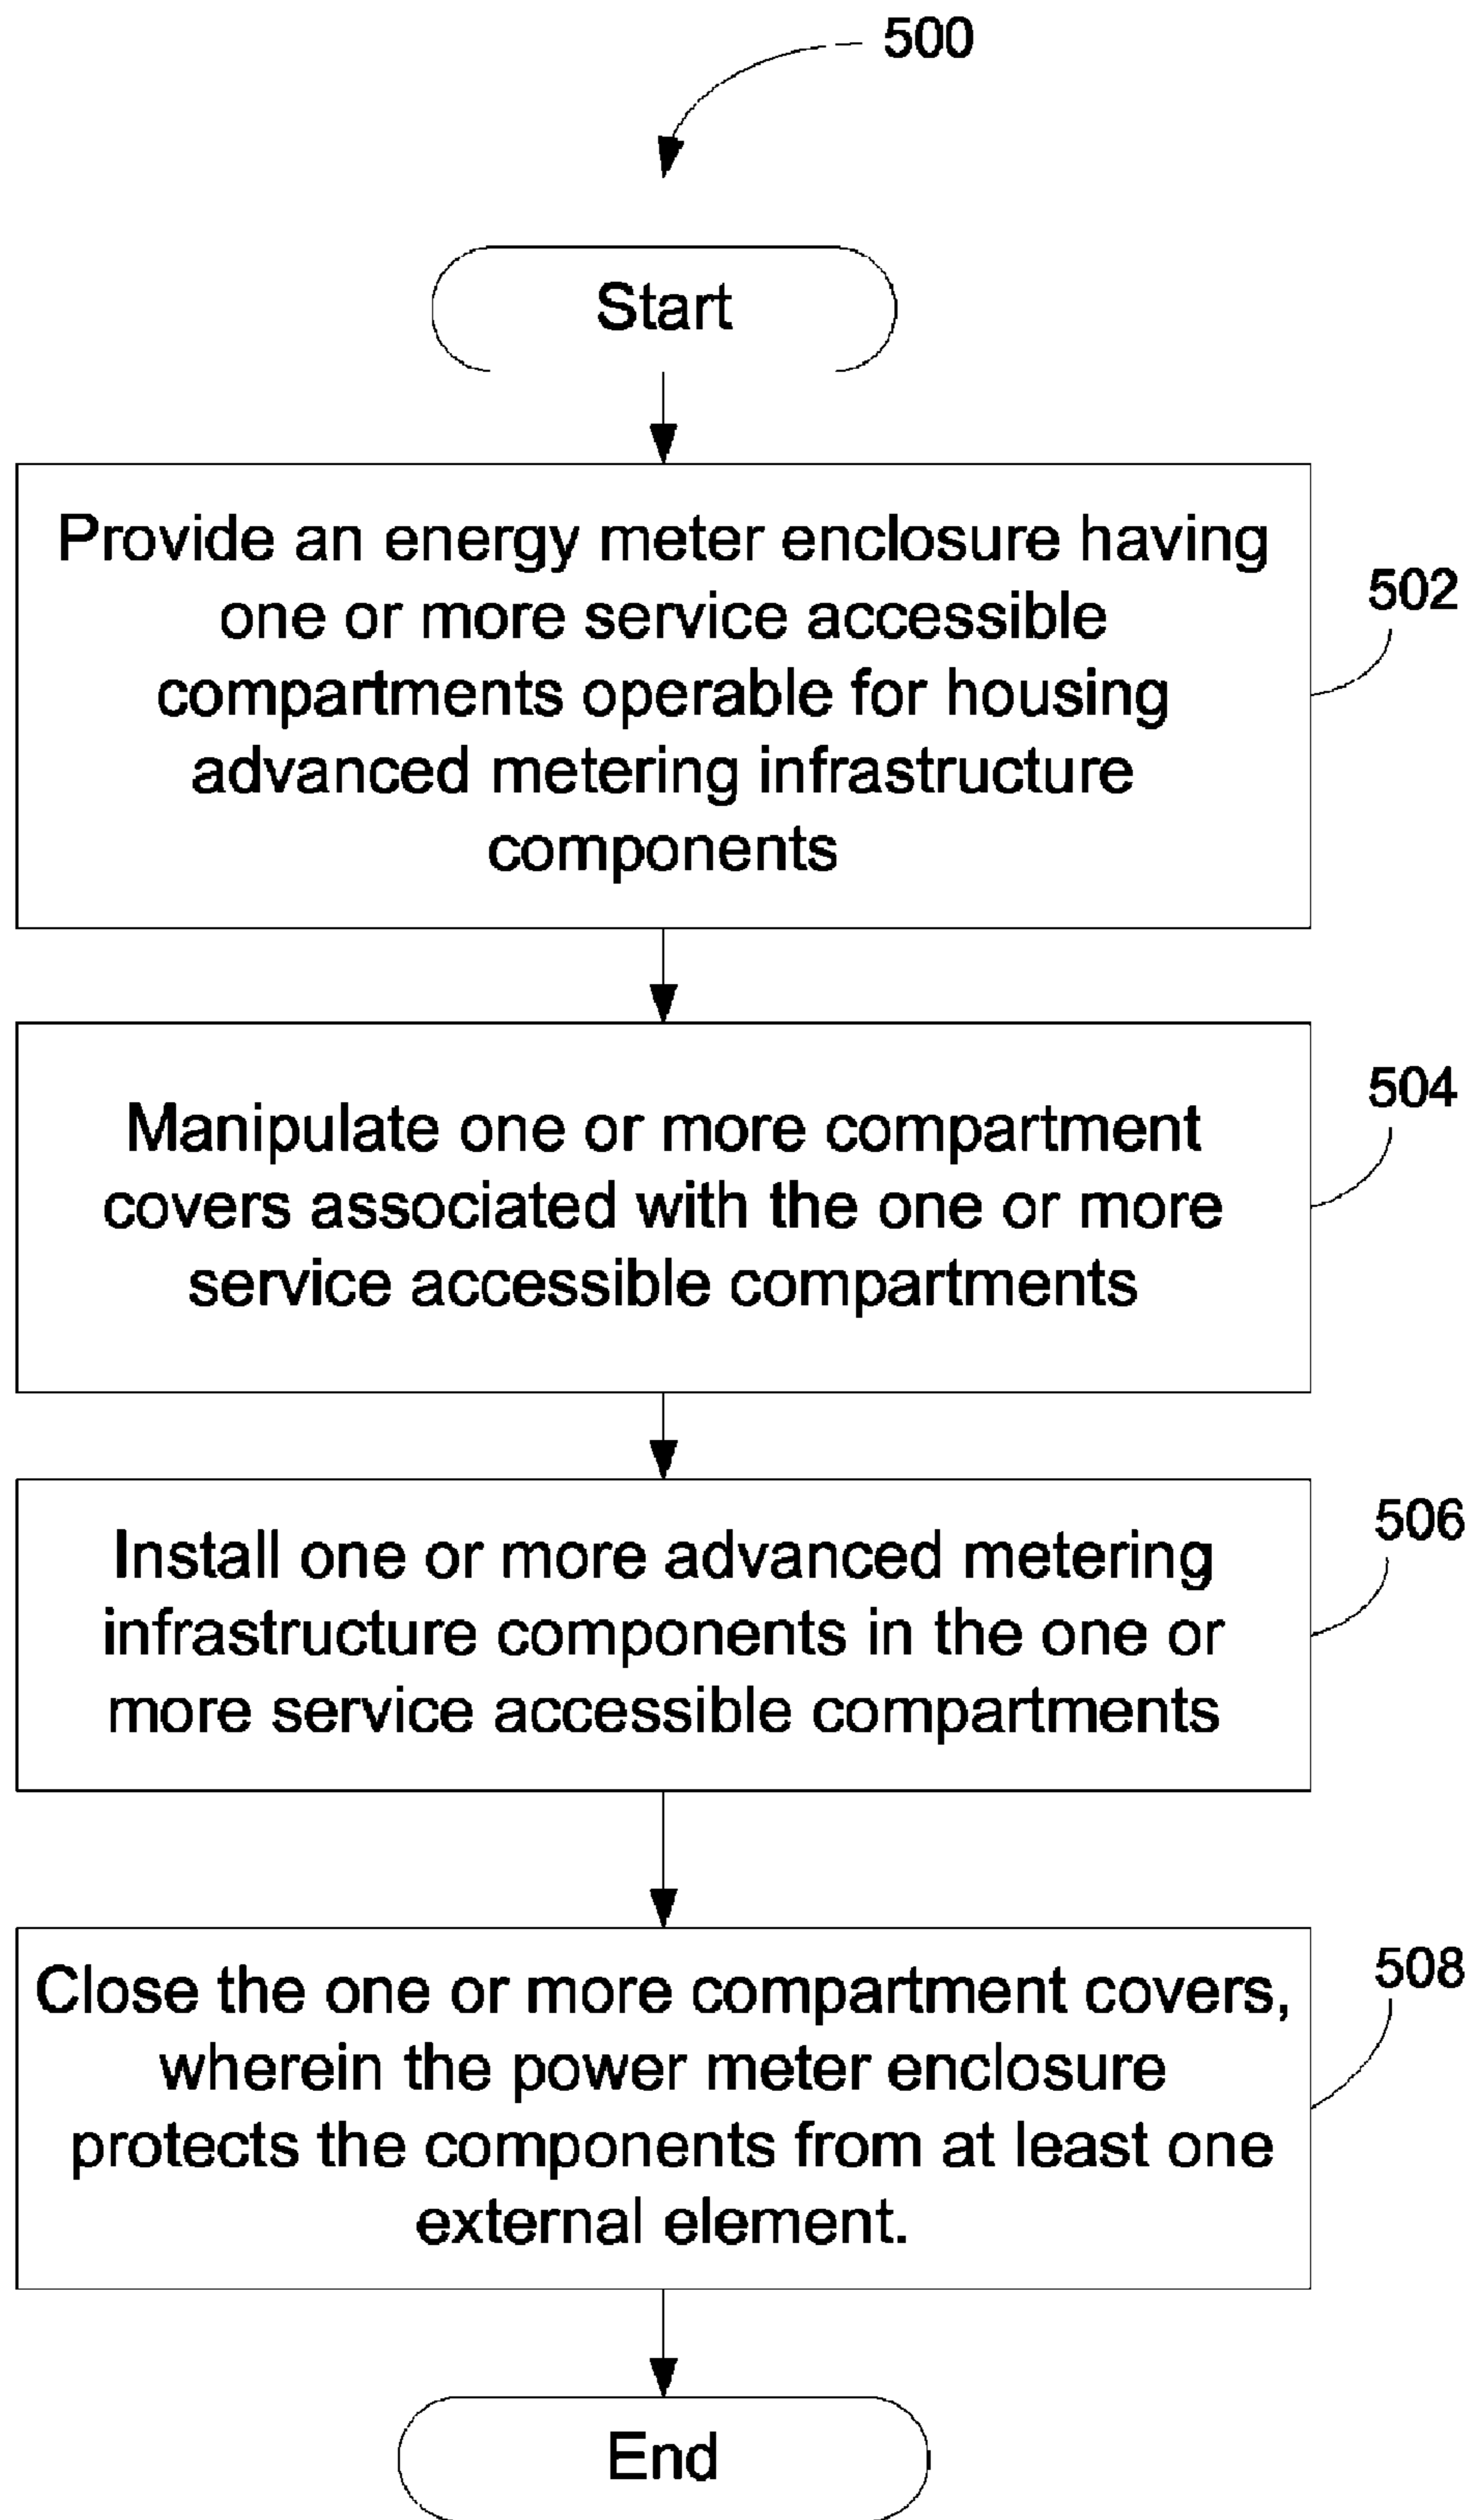 500
Start
Provide an energy meter enclosure having
one or more service accessible
compartments operable for housing
advanced metering infrastructure
components
502
Manipulate one or more compartment
covers associated with the one or more
service accessible compartments
504
Install one or more advanced metering
infrastructure components in the one or
more service accessible compartments
506
Close the one or more compartment covers,
wherein the power meter enclosure
protects the components from at least one
external element.
508
End